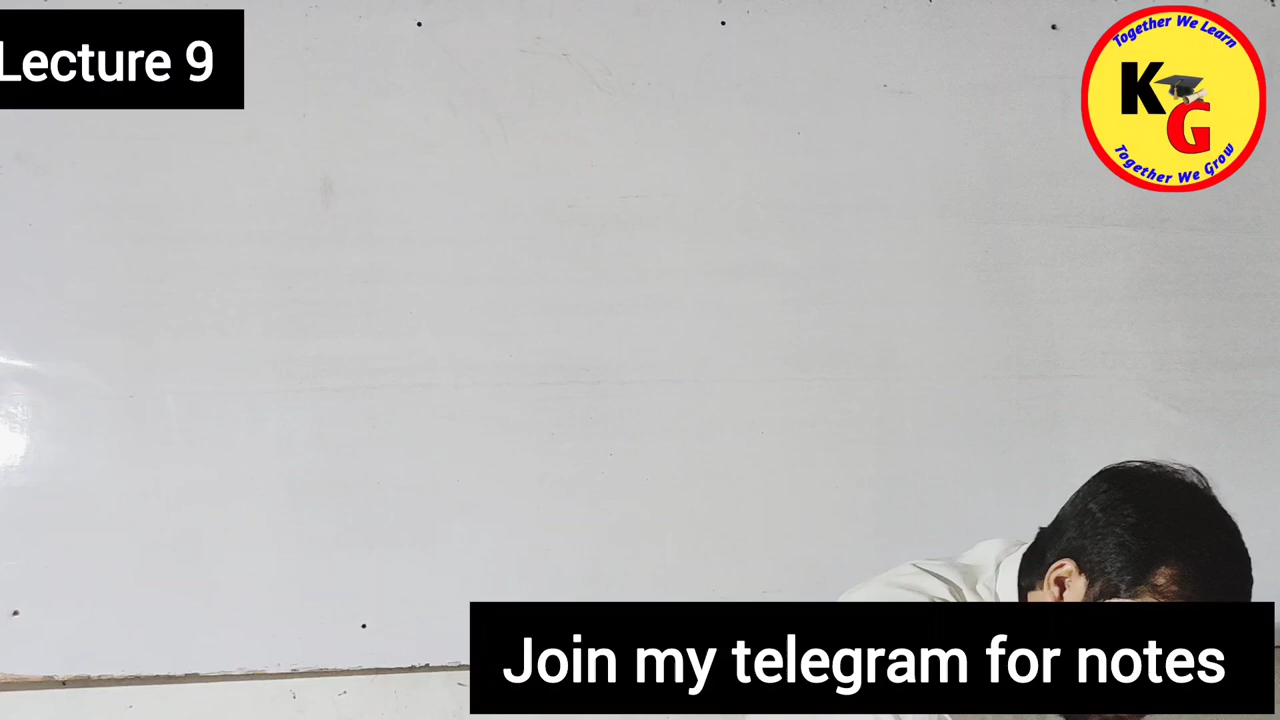 Lecture 9
Together We Learn
KG
Together We Grow
Join my telegram for notes